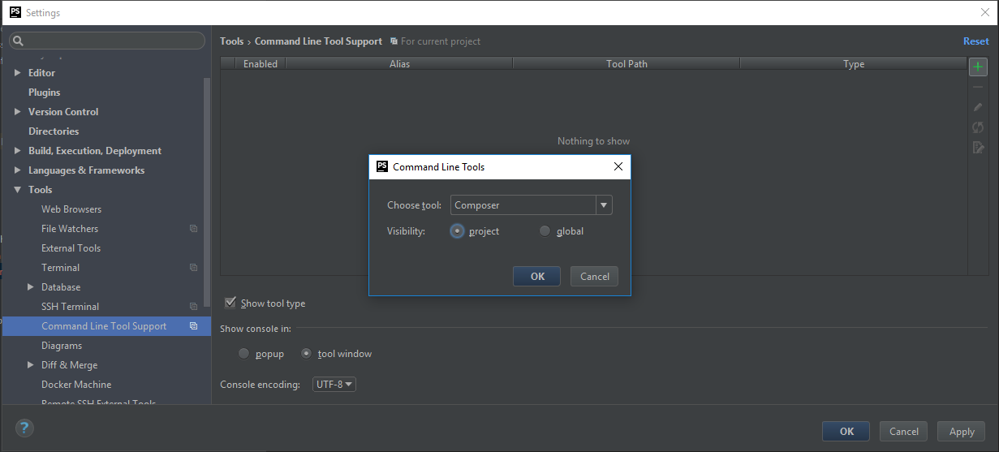 PS Settings
Tools › Command Line Tool Support For current project Reset
Editor
Plugins
Version Control
Directories
Build, Execution, Deployment
Languages & Frameworks
Tools
Web Browsers
File Watchers
External Tools
Terminal
Database
SSH Terminal
Command Line Tool Support
Diagrams
Diff & Merge
Docker Machine
Remote SSH External Tools
Enabled Alias Tool Path Type
Nothing to show
PS Command Line Tools
Choose tool: Composer
Visibility: project global
OK Cancel
Show tool type
Show console in:
popup tool window
Console encoding: UTF-8
? OK Cancel Apply